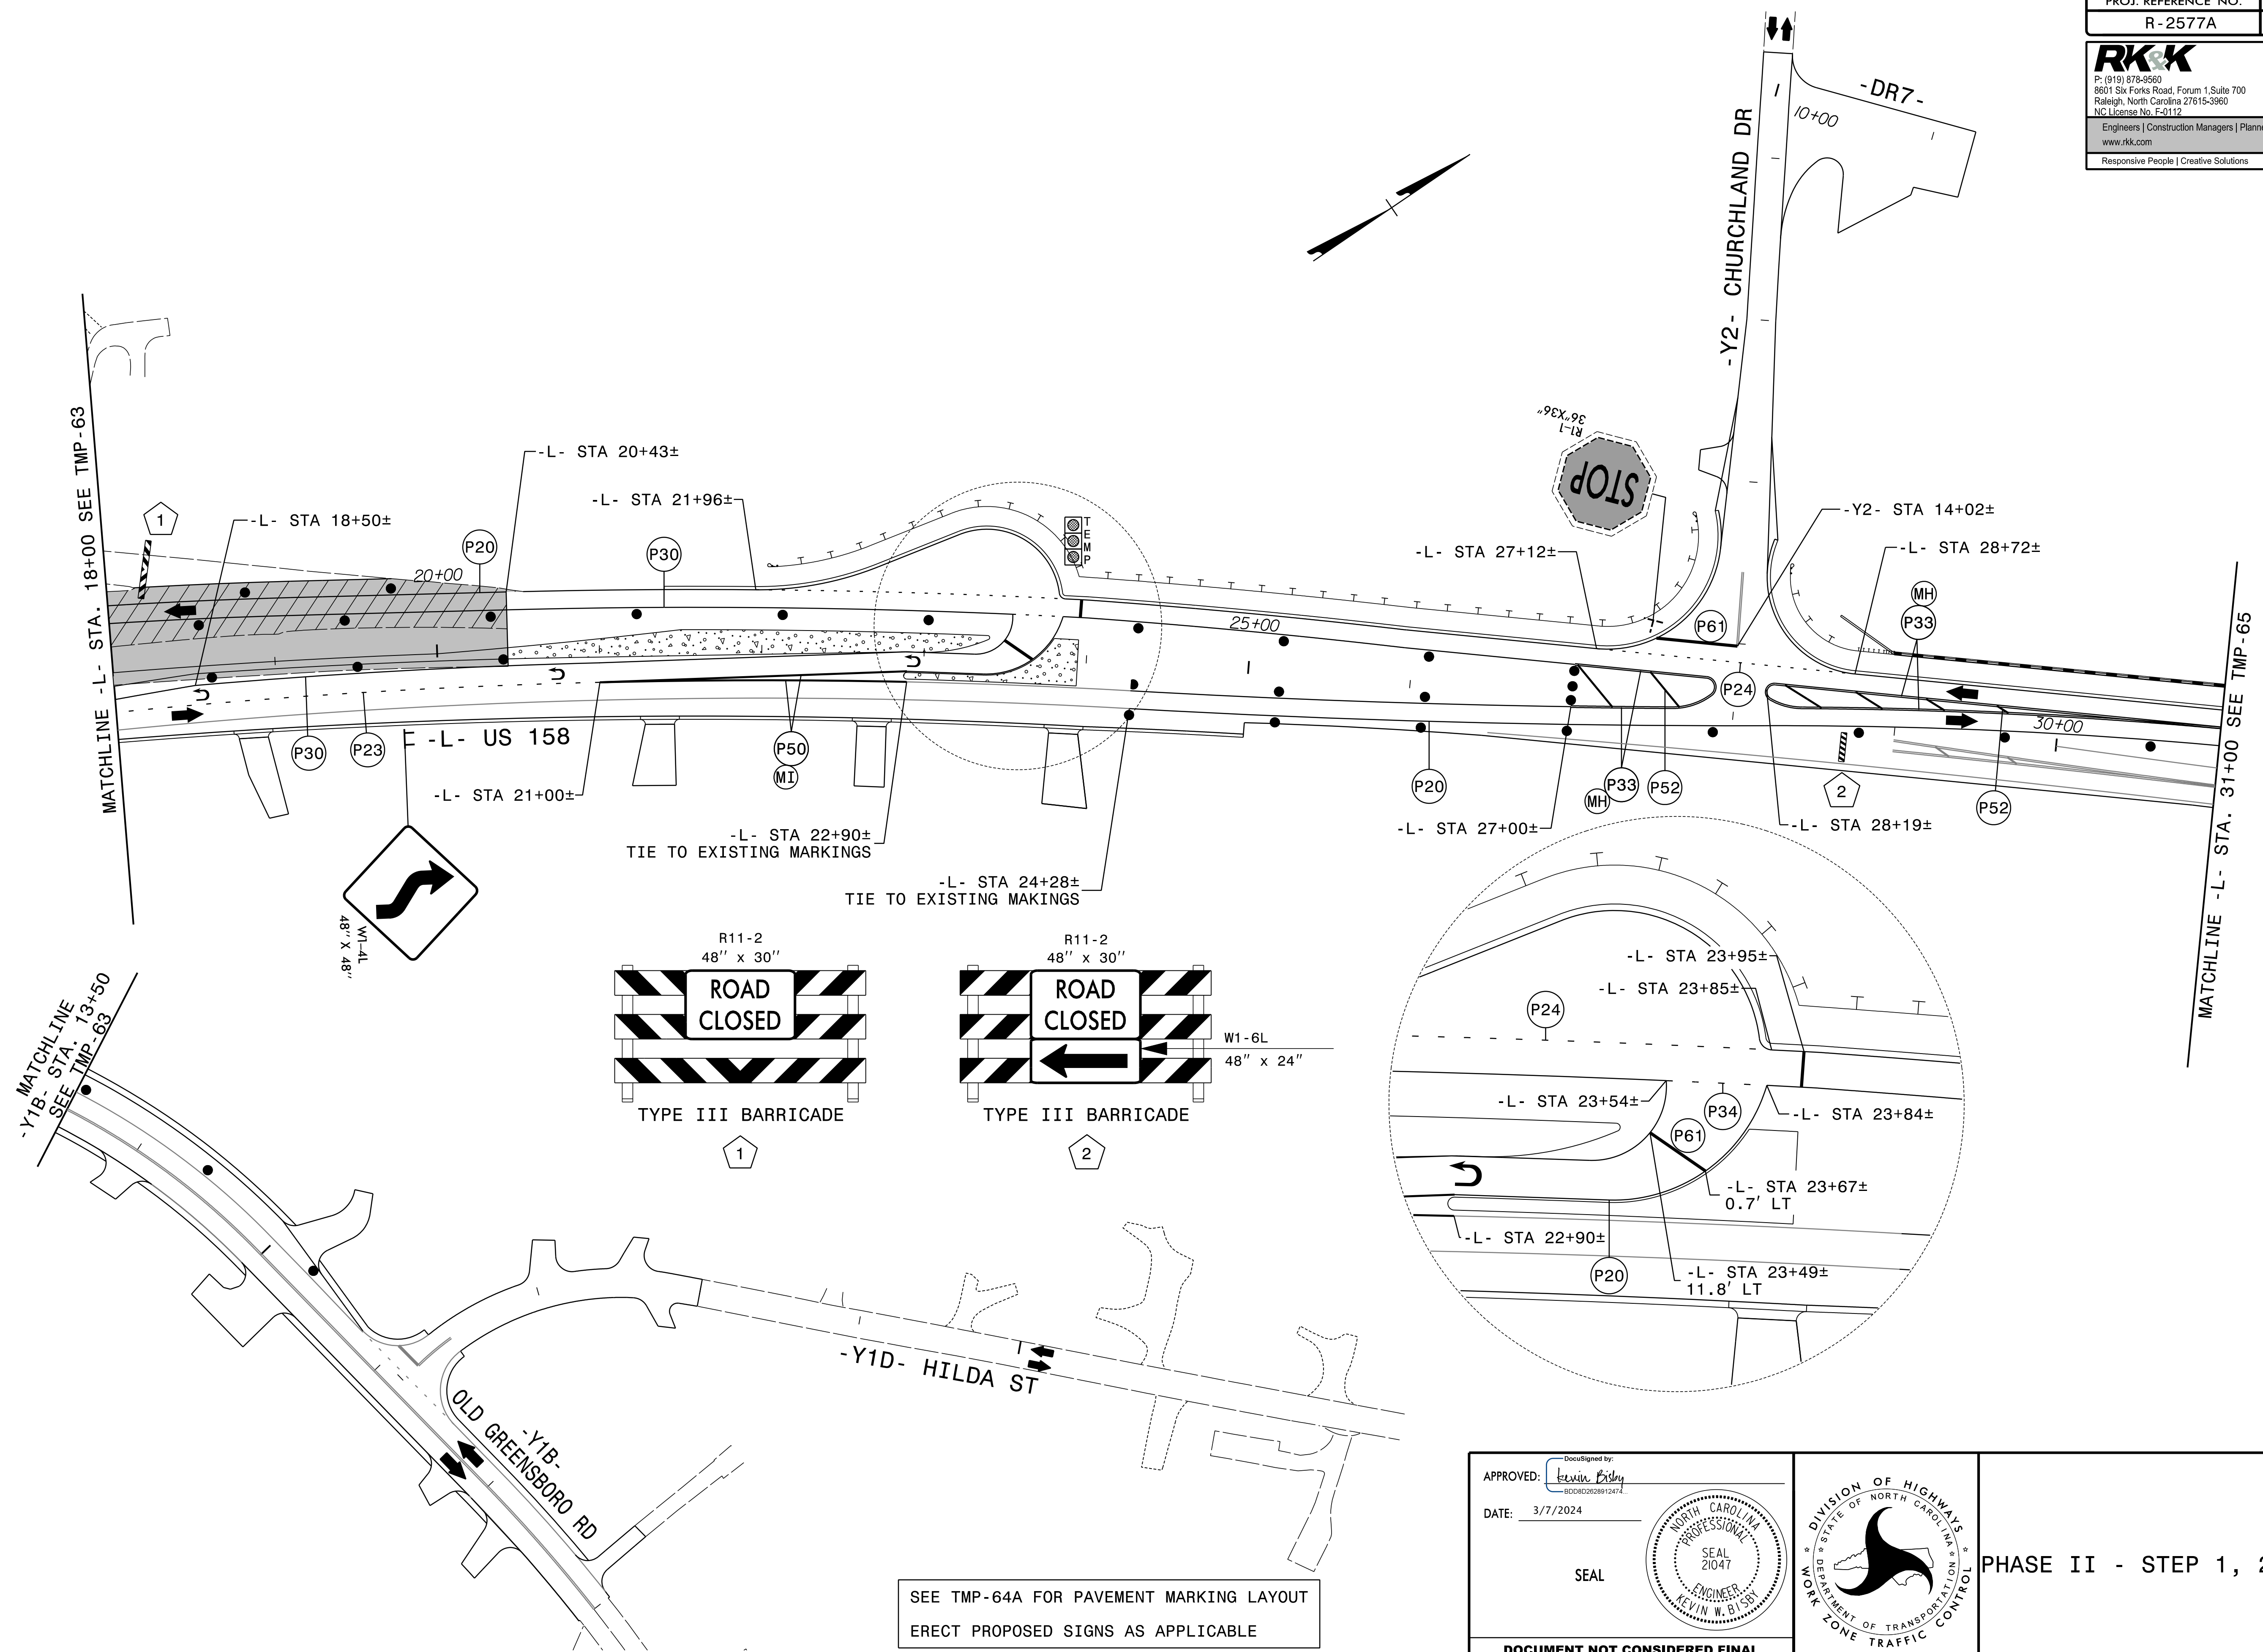 PROJ. REFERENCE NO.
R-2577A
RK&K
P: (919) 878-9560
8601 Six Forks Road, Forum 1, Suite 700
Raleigh, North Carolina 27615-3960
NC License No. F-0112
Engineers | Construction Managers | Planne
www.rkk.com
Responsive People | Creative Solutions
-DR7-
10+00
-Y2- CHURCHLAND DR
MATCHLINE -L- STA. 18+00 SEE TMP-63
1
-L- STA 18+50±
P20
20+00
-L- STA 20+43±
-L- STA 21+96±
P30
TEMP
R1-1
36"X36"
STOP
-L- STA 27+12±
25+00
P61
-Y2- STA 14+02±
-L- STA 28+72±
MH
P33
P24
30+00
MATCHLINE -L- STA. 31+00 SEE TMP-65
P30
P23
-L- US 158
P50
MI
-L- STA 21+00±
-L- STA 22+90±
TIE TO EXISTING MARKINGS
-L- STA 24+28±
TIE TO EXISTING MAKINGS
P20
-L- STA 27+00±
MH
P33
P52
2
-L- STA 28+19±
P52
W1-4L
48" X 48"
R11-2
48" x 30"
ROAD
CLOSED
TYPE III BARRICADE
1
R11-2
48" x 30"
ROAD
CLOSED
W1-6L
48" x 24"
TYPE III BARRICADE
2
-L- STA 23+95±
-L- STA 23+85±
P24
-L- STA 23+54±
P34
-L- STA 23+84±
P61
-L- STA 23+67±
0.7' LT
-L- STA 22+90±
P20
-L- STA 23+49±
11.8' LT
MATCHLINE
-Y1B- STA. 13+50
SEE TMP-63
-Y1D- HILDA ST
-Y1B-
OLD GREENSBORO RD
SEE TMP-64A FOR PAVEMENT MARKING LAYOUT
ERECT PROPOSED SIGNS AS APPLICABLE
DocuSigned by:
APPROVED: Kevin Bisby
BDD8D2628912474...
DATE: 3/7/2024
SEAL
NORTH CAROLINA
PROFESSIONAL
SEAL
21047
ENGINEER
KEVIN W. BISBY
DOCUMENT NOT CONSIDERED FINAL
DIVISION OF HIGHWAYS
STATE OF NORTH CAROLINA
DEPARTMENT OF TRANSPORTATION
WORK ZONE TRAFFIC CONTROL
PHASE II - STEP 1, 2